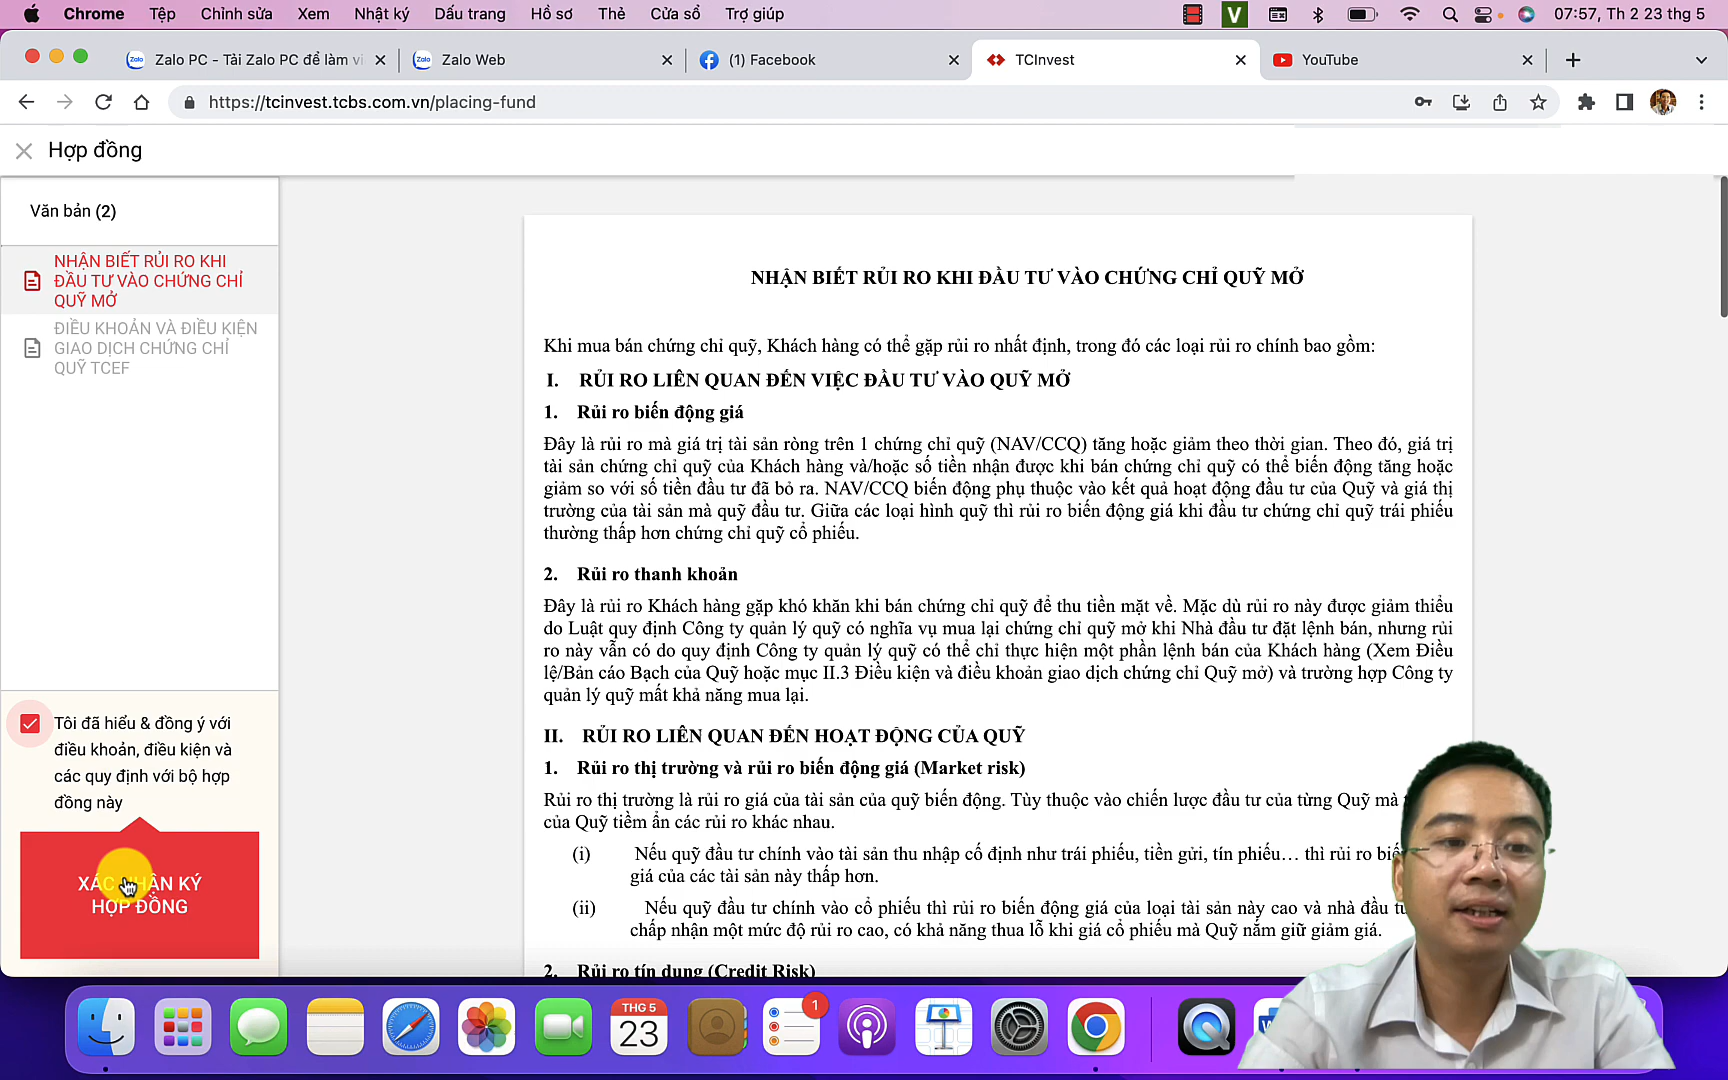 Chrome Tệp Chỉnh sửa Xem Nhật ký Dấu trang Hồ sơ Thẻ Cửa sổ Trợ giúp V 07:57, Th 2 23 thg 5
Zalo PC - Tải Zalo PC để làm vi Zalo Web (1) Facebook TCInvest YouTube
https://tcinvest.tcbs.com.vn/placing-fund
Hợp đồng
Văn bản (2)
NHẬN BIẾT RỦI RO KHI
ĐẦU TƯ VÀO CHỨNG CHỈ
QUỸ MỞ
ĐIỀU KHOẢN VÀ ĐIỀU KIỆN
GIAO DỊCH CHỨNG CHỈ
QUỸ TCEF
Tôi đã hiểu & đồng ý với
điều khoản, điều kiện và
các quy định với bộ hợp
đồng này
XÁC NHẬN KÝ
HỢP ĐỒNG
NHẬN BIẾT RỦI RO KHI ĐẦU TƯ VÀO CHỨNG CHỈ QUỸ MỞ
Khi mua bán chứng chỉ quỹ, Khách hàng có thể gặp rủi ro nhất định, trong đó các loại rủi ro chính bao gồm:
I. RỦI RO LIÊN QUAN ĐẾN VIỆC ĐẦU TƯ VÀO QUỸ MỞ
1. Rủi ro biến động giá
Đây là rủi ro mà giá trị tài sản ròng trên 1 chứng chỉ quỹ (NAV/CCQ) tăng hoặc giảm theo thời gian. Theo đó, giá trị
tài sản chứng chỉ quỹ của Khách hàng và/hoặc số tiền nhận được khi bán chứng chỉ quỹ có thể biến động tăng hoặc
giảm so với số tiền đầu tư đã bỏ ra. NAV/CCQ biến động phụ thuộc vào kết quả hoạt động đầu tư của Quỹ và giá thị
trường của tài sản mà quỹ đầu tư. Giữa các loại hình quỹ thì rủi ro biến động giá khi đầu tư chứng chỉ quỹ trái phiếu
thường thấp hơn chứng chỉ quỹ cổ phiếu.
2. Rủi ro thanh khoản
Đây là rủi ro Khách hàng gặp khó khăn khi bán chứng chỉ quỹ để thu tiền mặt về. Mặc dù rủi ro này được giảm thiểu
do Luật quy định Công ty quản lý quỹ có nghĩa vụ mua lại chứng chỉ quỹ mở khi Nhà đầu tư đặt lệnh bán, nhưng rủi
ro này vẫn có do quy định Công ty quản lý quỹ có thể chỉ thực hiện một phần lệnh bán của Khách hàng (Xem Điều
lệ/Bản cáo Bạch của Quỹ hoặc mục II.3 Điều kiện và điều khoản giao dịch chứng chỉ Quỹ mở) và trường hợp Công ty
quản lý quỹ mất khả năng mua lại.
II. RỦI RO LIÊN QUAN ĐẾN HOẠT ĐỘNG CỦA QUỸ
1. Rủi ro thị trường và rủi ro biến động giá (Market risk)
Rủi ro thị trường là rủi ro giá của tài sản của quỹ biến động. Tùy thuộc vào chiến lược đầu tư của từng Quỹ mà
của Quỹ tiềm ẩn các rủi ro khác nhau.
(i) Nếu quỹ đầu tư chính vào tài sản thu nhập cố định như trái phiếu, tiền gửi, tín phiếu… thì rủi ro
giá của các tài sản này thấp hơn.
(ii) Nếu quỹ đầu tư chính vào cổ phiếu thì rủi ro biến động giá của loại tài sản này cao và nhà đầu
chấp nhận một mức độ rủi ro cao, có khả năng thua lỗ khi giá cổ phiếu mà Quỹ nắm giữ giảm giá.
2. Rủi ro tín dụng (Credit Risk)
THG 5
23
1